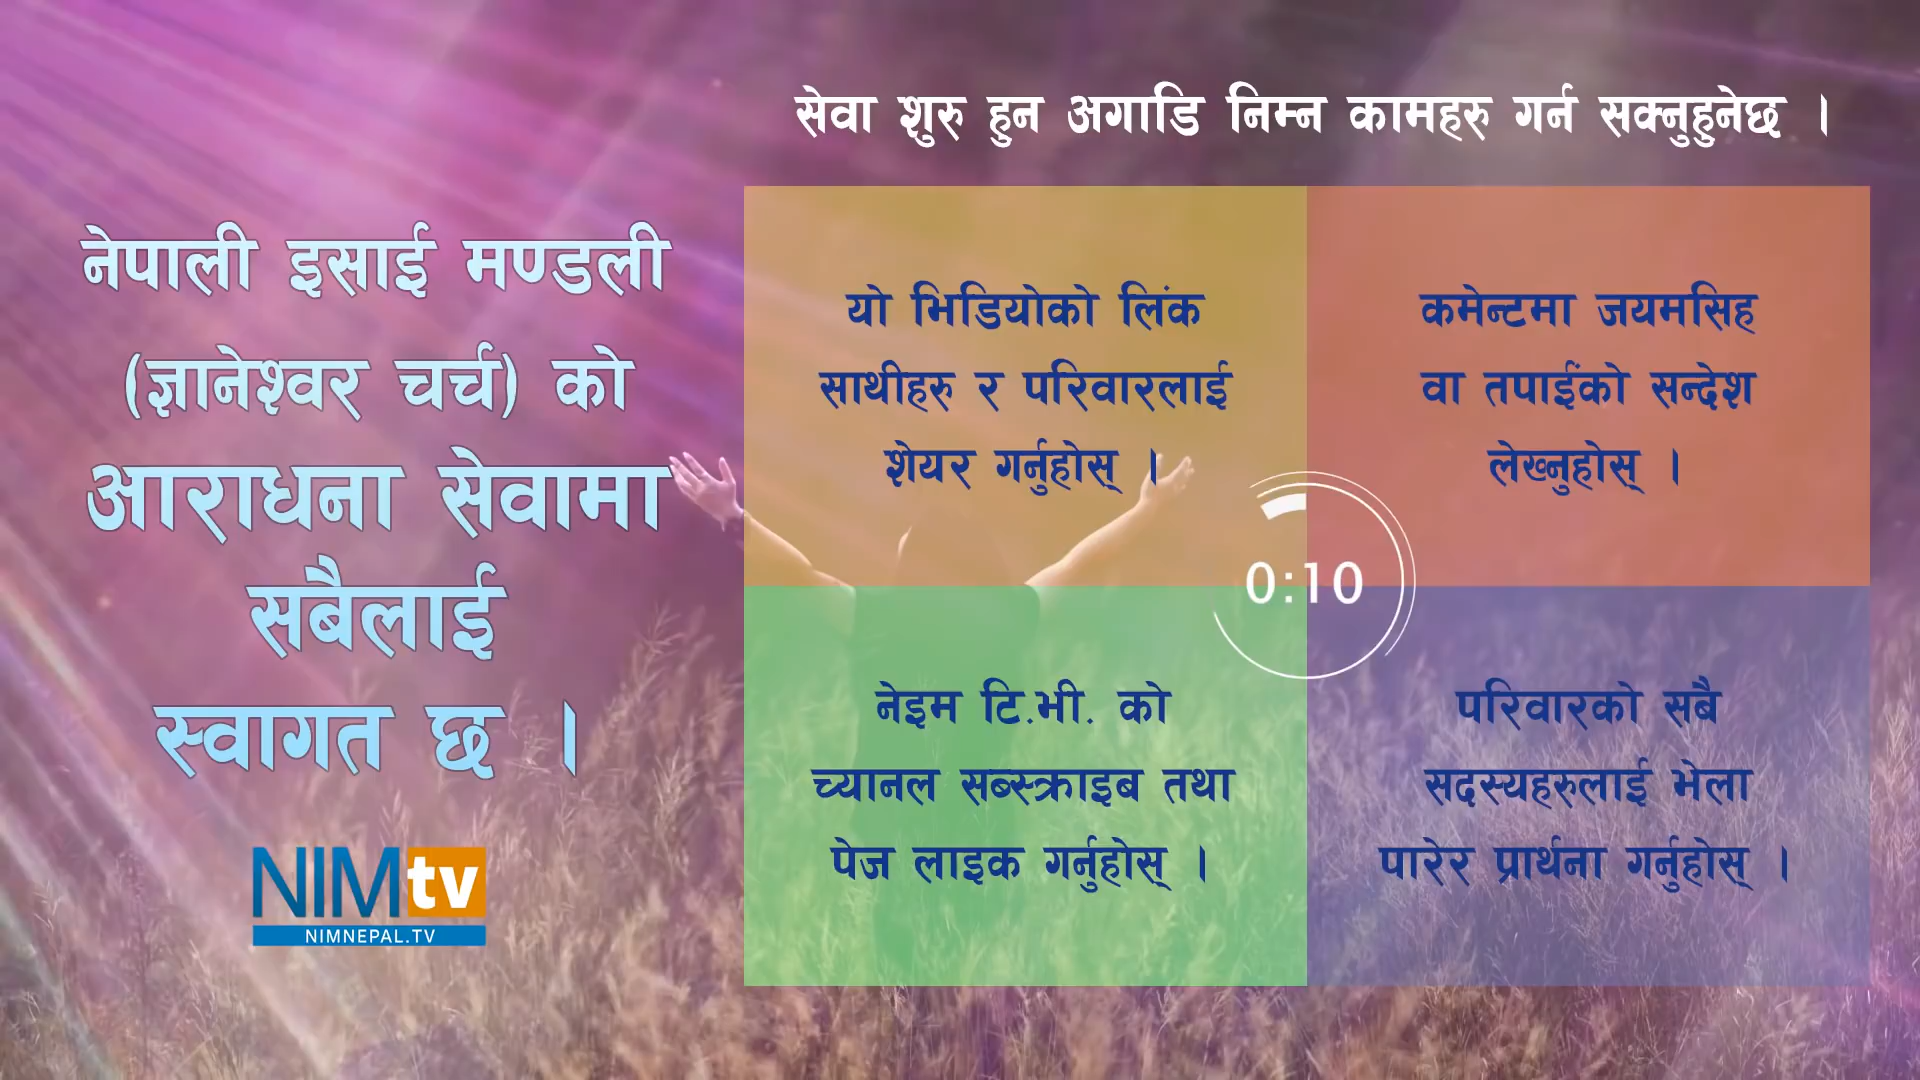 सेवा शुरु हुन अगाडि निम्न कामहरु गर्न सक्नुहुनेछ ।
नेपाली इसाई मण्डली
(ज्ञानेश्वर चर्च) को
आराधना सेवामा
सबैलाई
स्वागत छ ।
NIMtv
NIMNEPAL.TV
यो भिडियोको लिंक
साथीहरु र परिवारलाई
शेयर गर्नुहोस् ।
कमेन्टमा जयमसिह
वा तपाईंको सन्देश
लेख्नुहोस् ।
0:10
नेइम टि.भी. को
च्यानल सब्स्क्राइब तथा
पेज लाइक गर्नुहोस् ।
परिवारको सबै
सदस्यहरुलाई भेला
पारेर प्रार्थना गर्नुहोस् ।